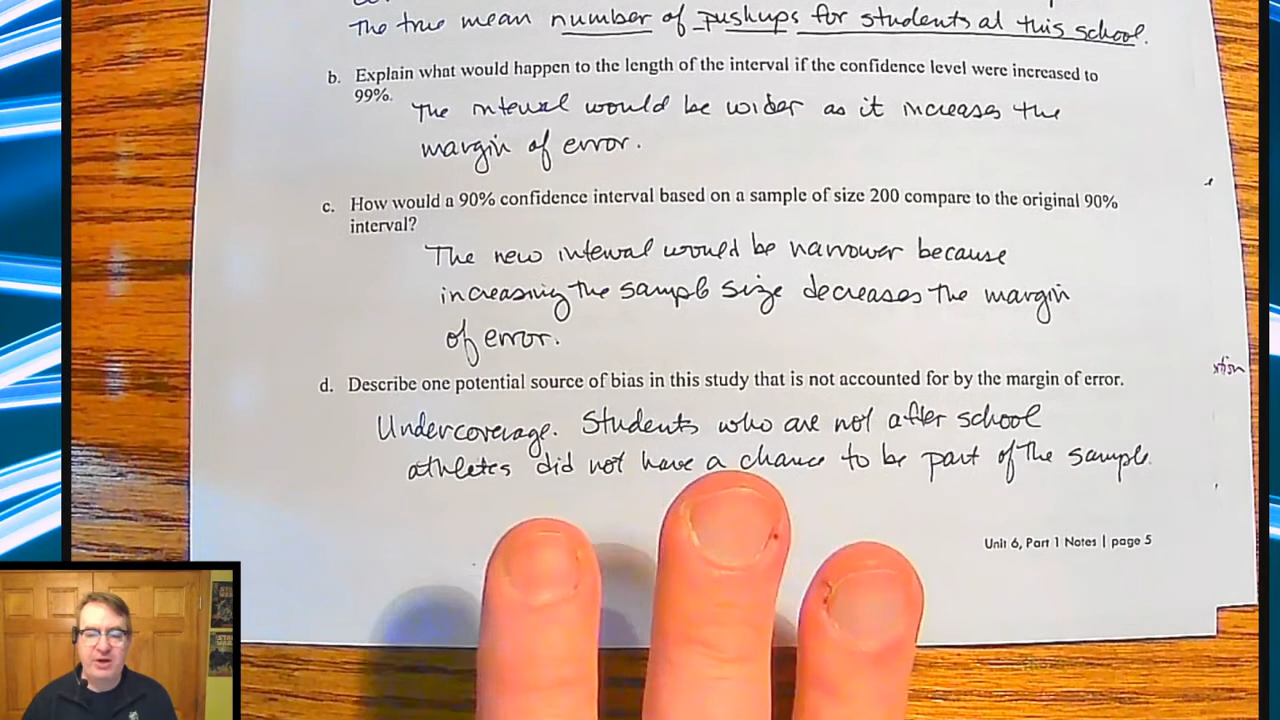 The true mean number of pushups for students at this school.
b. Explain what would happen to the length of the interval if the confidence level were increased to
99%.
The interval would be wider as it increases the
margin of error.
c. How would a 90% confidence interval based on a sample of size 200 compare to the original 90%
interval?
The new interval would be narrower because
increasing the sample size decreases the margin
of error.
d. Describe one potential source of bias in this study that is not accounted for by the margin of error.
Undercoverage. Students who are not after school
athletes did not have a chance to be part of the sample.
Unit 6, Part 1 Notes | page 5
STAR WARS